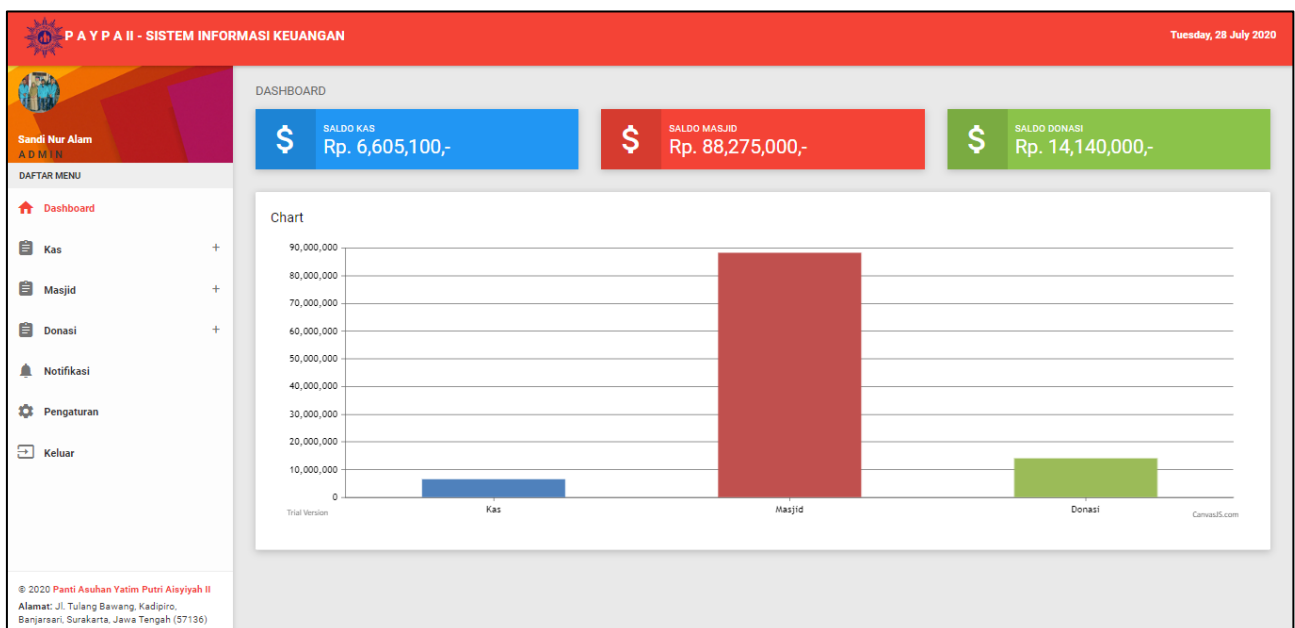 P A Y P A II - SISTEM INFORMASI KEUANGAN
Tuesday, 28 July 2020
Sandi Nur Alam
ADMIN
DAFTAR MENU
Dashboard
Kas +
Masjid +
Donasi +
Notifikasi
Pengaturan
Keluar
© 2020 Panti Asuhan Yatim Putri Aisyiyah II
Alamat: Jl. Tulang Bawang, Kadipiro,
Banjarsari, Surakarta, Jawa Tengah (57136)
DASHBOARD
$
SALDO KAS
Rp. 6,605,100,-
$
SALDO MASJID
Rp. 88,275,000,-
$
SALDO DONASI
Rp. 14,140,000,-
Chart
90,000,000
80,000,000
70,000,000
60,000,000
50,000,000
40,000,000
30,000,000
20,000,000
10,000,000
0
Kas
Masjid
Donasi
Trial Version
CanvasJS.com